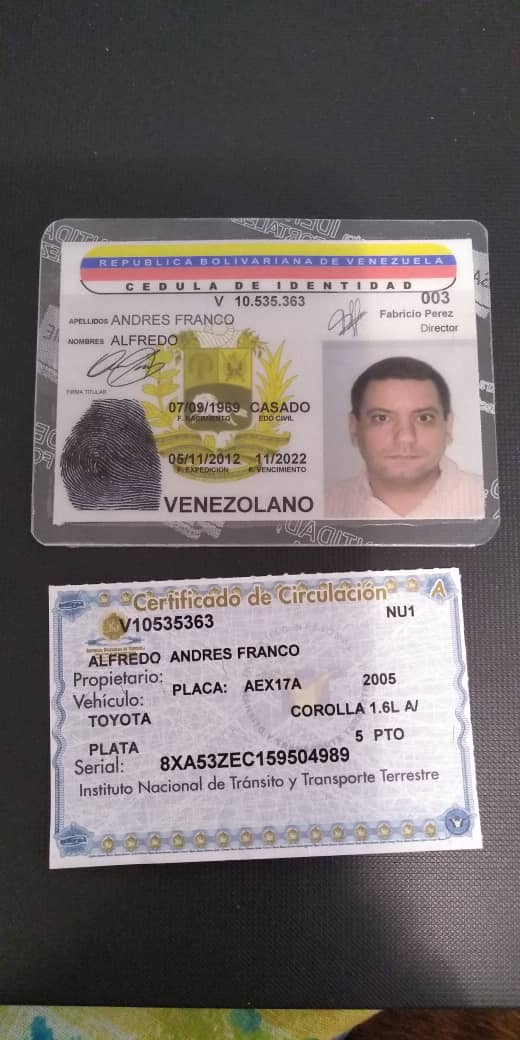 REPUBLICA BOLIVARIANA DE VENEZUELA
CEDULA DE IDENTIDAD
V 10.535.363
003
APELLIDOS ANDRES FRANCO
Fabricio Perez
Director
NOMBRES ALFREDO
FIRMA TITULAR
07/09/1969 CASADO
F. NACIMIENTO EDO CIVIL
05/11/2012 11/2022
F. EXPEDICION F. VENCIMIENTO
VENEZOLANO
Certificado de Circulación A
V10535363 NU1
ALFREDO ANDRES FRANCO
Propietario:
Vehículo: PLACA: AEX17A 2005
TOYOTA COROLLA 1.6L A/
PLATA 5 PTO
Serial: 8XA53ZEC159504989
Instituto Nacional de Tránsito y Transporte Terrestre